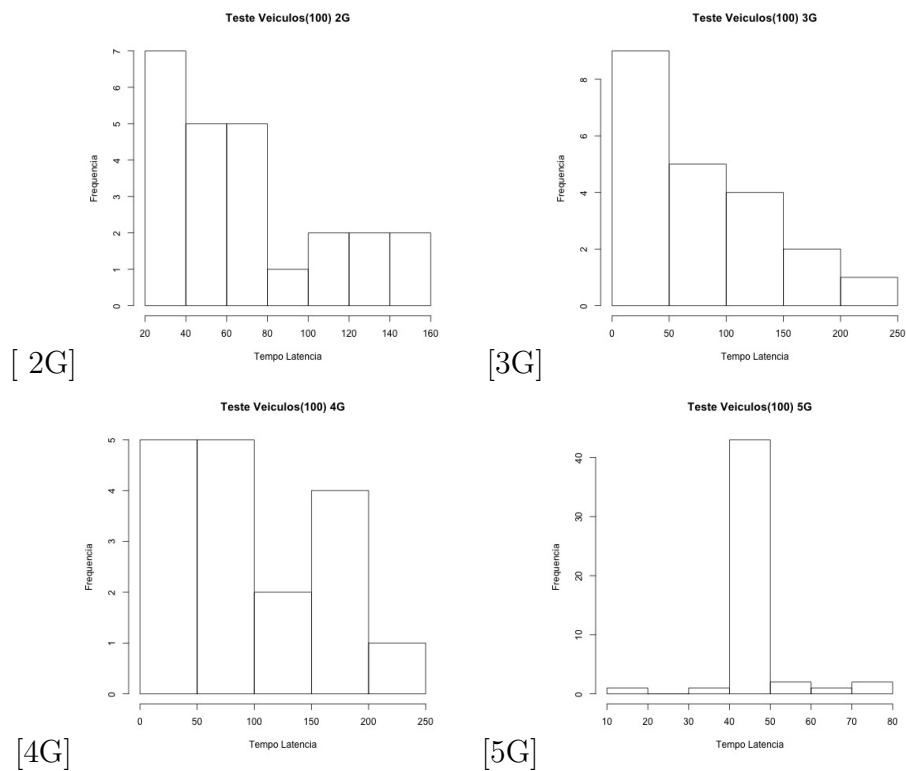 Teste Veiculos(100) 2G
Frequencia
0 1 2 3 4 5 6 7
20 40 60 80 100 120 140 160
Tempo Latencia
[ 2G]
Teste Veiculos(100) 3G
Frequencia
0 2 4 6 8
0 50 100 150 200 250
Tempo Latencia
[3G]
Teste Veiculos(100) 4G
Frequencia
0 1 2 3 4 5
0 50 100 150 200 250
Tempo Latencia
[4G]
Teste Veiculos(100) 5G
Frequencia
0 10 20 30 40
10 20 30 40 50 60 70 80
Tempo Latencia
[5G]